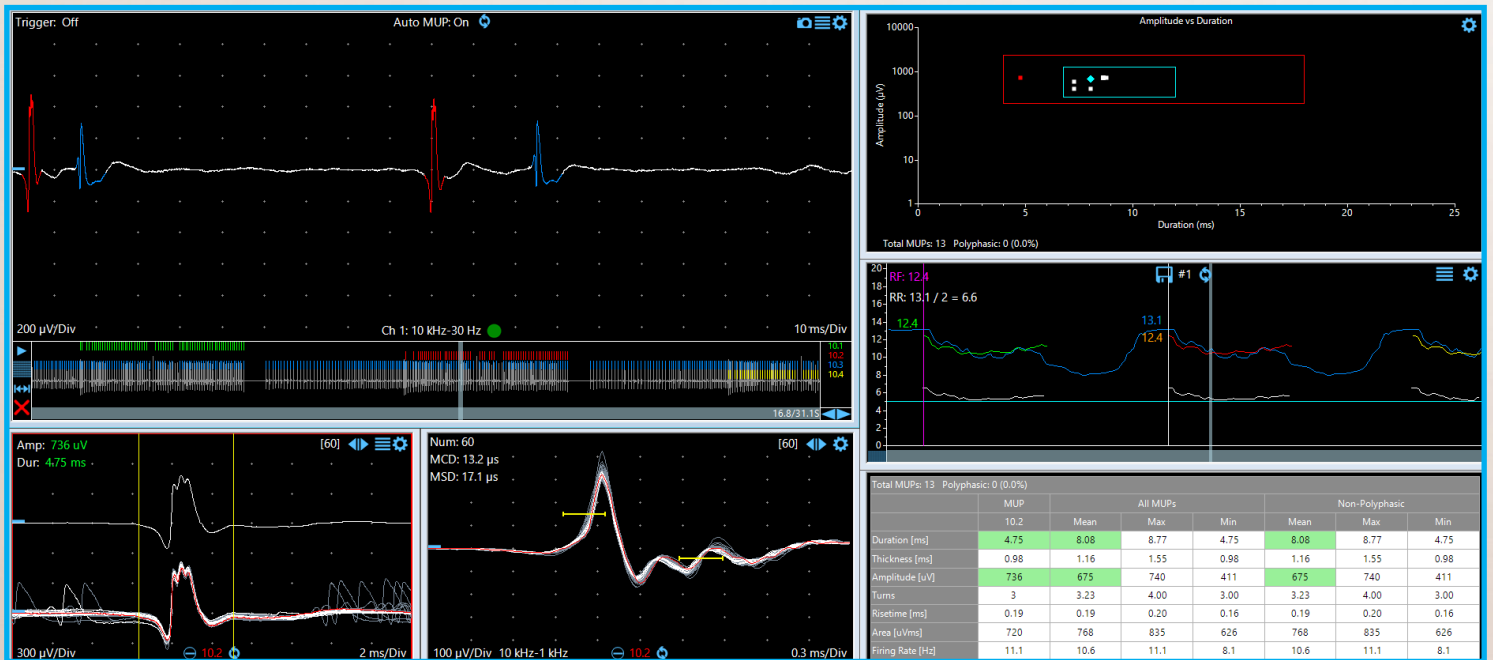 Trigger: Off
Auto MUP: On
200 µV/Div
Ch 1: 10 kHz-30 Hz
10 ms/Div
10.1
10.2
10.3
10.4
16.8/31.1S
Amp: 736 uV
[60]
Dur: 4.75 ms
300 µV/Div
10.2
2 ms/Div
Num: 60
[60]
MCD: 13.2 µs
MSD: 17.1 µs
100 µV/Div 10 kHz-1 kHz
10.2
0.3 ms/Div
Amplitude vs Duration
10000
1000
100
10
1
Amplitude (µV)
0 5 10 15 20 25
Duration (ms)
Total MUPs: 13 Polyphasic: 0 (0.0%)
20
18
16
14
12
10
8
6
4
2
0
RF: 12.4
#1
RR: 13.1 / 2 = 6.6
12.4
13.1
12.4
Total MUPs: 13 Polyphasic: 0 (0.0%)
MUP All MUPs Non-Polyphasic
10.2 Mean Max Min Mean Max Min
Duration [ms] 4.75 8.08 8.77 4.75 8.08 8.77 4.75
Thickness [ms] 0.98 1.16 1.55 0.98 1.16 1.55 0.98
Amplitude [uV] 736 675 740 411 675 740 411
Turns 3 3.23 4.00 3.00 3.23 4.00 3.00
Risetime [ms] 0.19 0.19 0.20 0.16 0.19 0.20 0.16
Area [uVms] 720 768 835 626 768 835 626
Firing Rate [Hz] 11.1 10.6 11.1 8.1 10.6 11.1 8.1